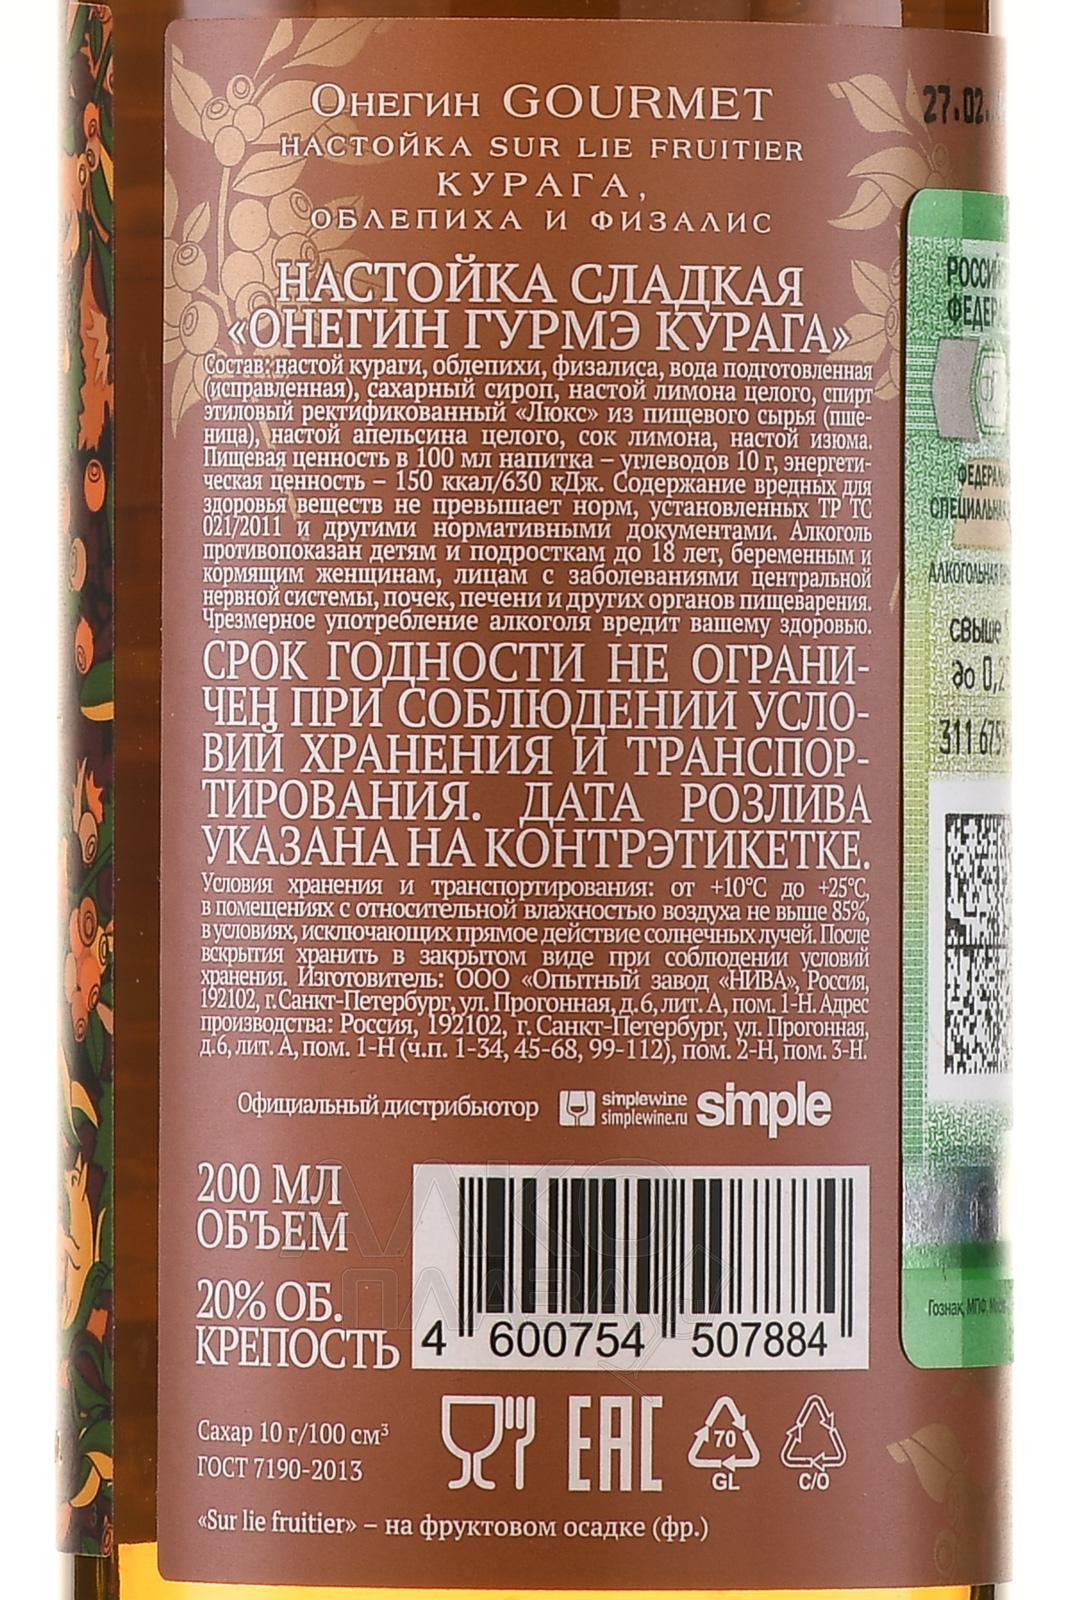 Онегин GOURMET
НАСТОЙКА SUR LIE FRUITIER
КУРАГА,
ОБЛЕПИХА И ФИЗАЛИС
НАСТОЙКА СЛАДКАЯ
«ОНЕГИН ГУРМЭ КУРАГА»
Состав: настой кураги, облепихи, физалиса, вода подготовленная
(исправленная), сахарный сироп, настой лимона целого, спирт
этиловый ректификованный «Люкс» из пищевого сырья (пше-
ница), настой апельсина целого, сок лимона, настой изюма.
Пищевая ценность в 100 мл напитка – углеводов 10 г, энергети-
ческая ценность – 150 ккал/630 кДж. Содержание вредных для
здоровья веществ не превышает норм, установленных ТР ТС
021/2011 и другими нормативными документами. Алкоголь
противопоказан детям и подросткам до 18 лет, беременным и
кормящим женщинам, лицам с заболеваниями центральной
нервной системы, почек, печени и других органов пищеварения.
Чрезмерное употребление алкоголя вредит вашему здоровью.
СРОК ГОДНОСТИ НЕ ОГРАНИ-
ЧЕН ПРИ СОБЛЮДЕНИИ УСЛО-
ВИЙ ХРАНЕНИЯ И ТРАНСПОР-
ТИРОВАНИЯ. ДАТА РОЗЛИВА
УКАЗАНА НА КОНТРЭТИКЕТКЕ.
Условия хранения и транспортирования: от +10°С до +25°С,
в помещениях с относительной влажностью воздуха не выше 85%,
в условиях, исключающих прямое действие солнечных лучей. После
вскрытия хранить в закрытом виде при соблюдении условий
хранения. Изготовитель: ООО «Опытный завод «НИВА», Россия,
192102, г. Санкт-Петербург, ул. Прогонная, д.6, лит. А, пом. 1-Н. Адрес
производства: Россия, 192102, г. Санкт-Петербург, ул. Прогонная,
д.6, лит. А, пом. 1-Н (ч.п. 1-34, 45-68, 99-112), пом. 2-Н, пом. 3-Н.
Официальный дистрибьютор simplewine simple
simplewine.ru
200 МЛ
ОБЪЕМ
20% ОБ.
КРЕПОСТЬ
4 600754 507884
Сахар 10 г/100 см³
ГОСТ 7190-2013
EAC
70
GL
C/O
«Sur lie fruitier» – на фруктовом осадке (фр.)
27.02.
свыше
до 0,2
311 675
Гознак, МПФ,
АЛКО
ПЛАЗА